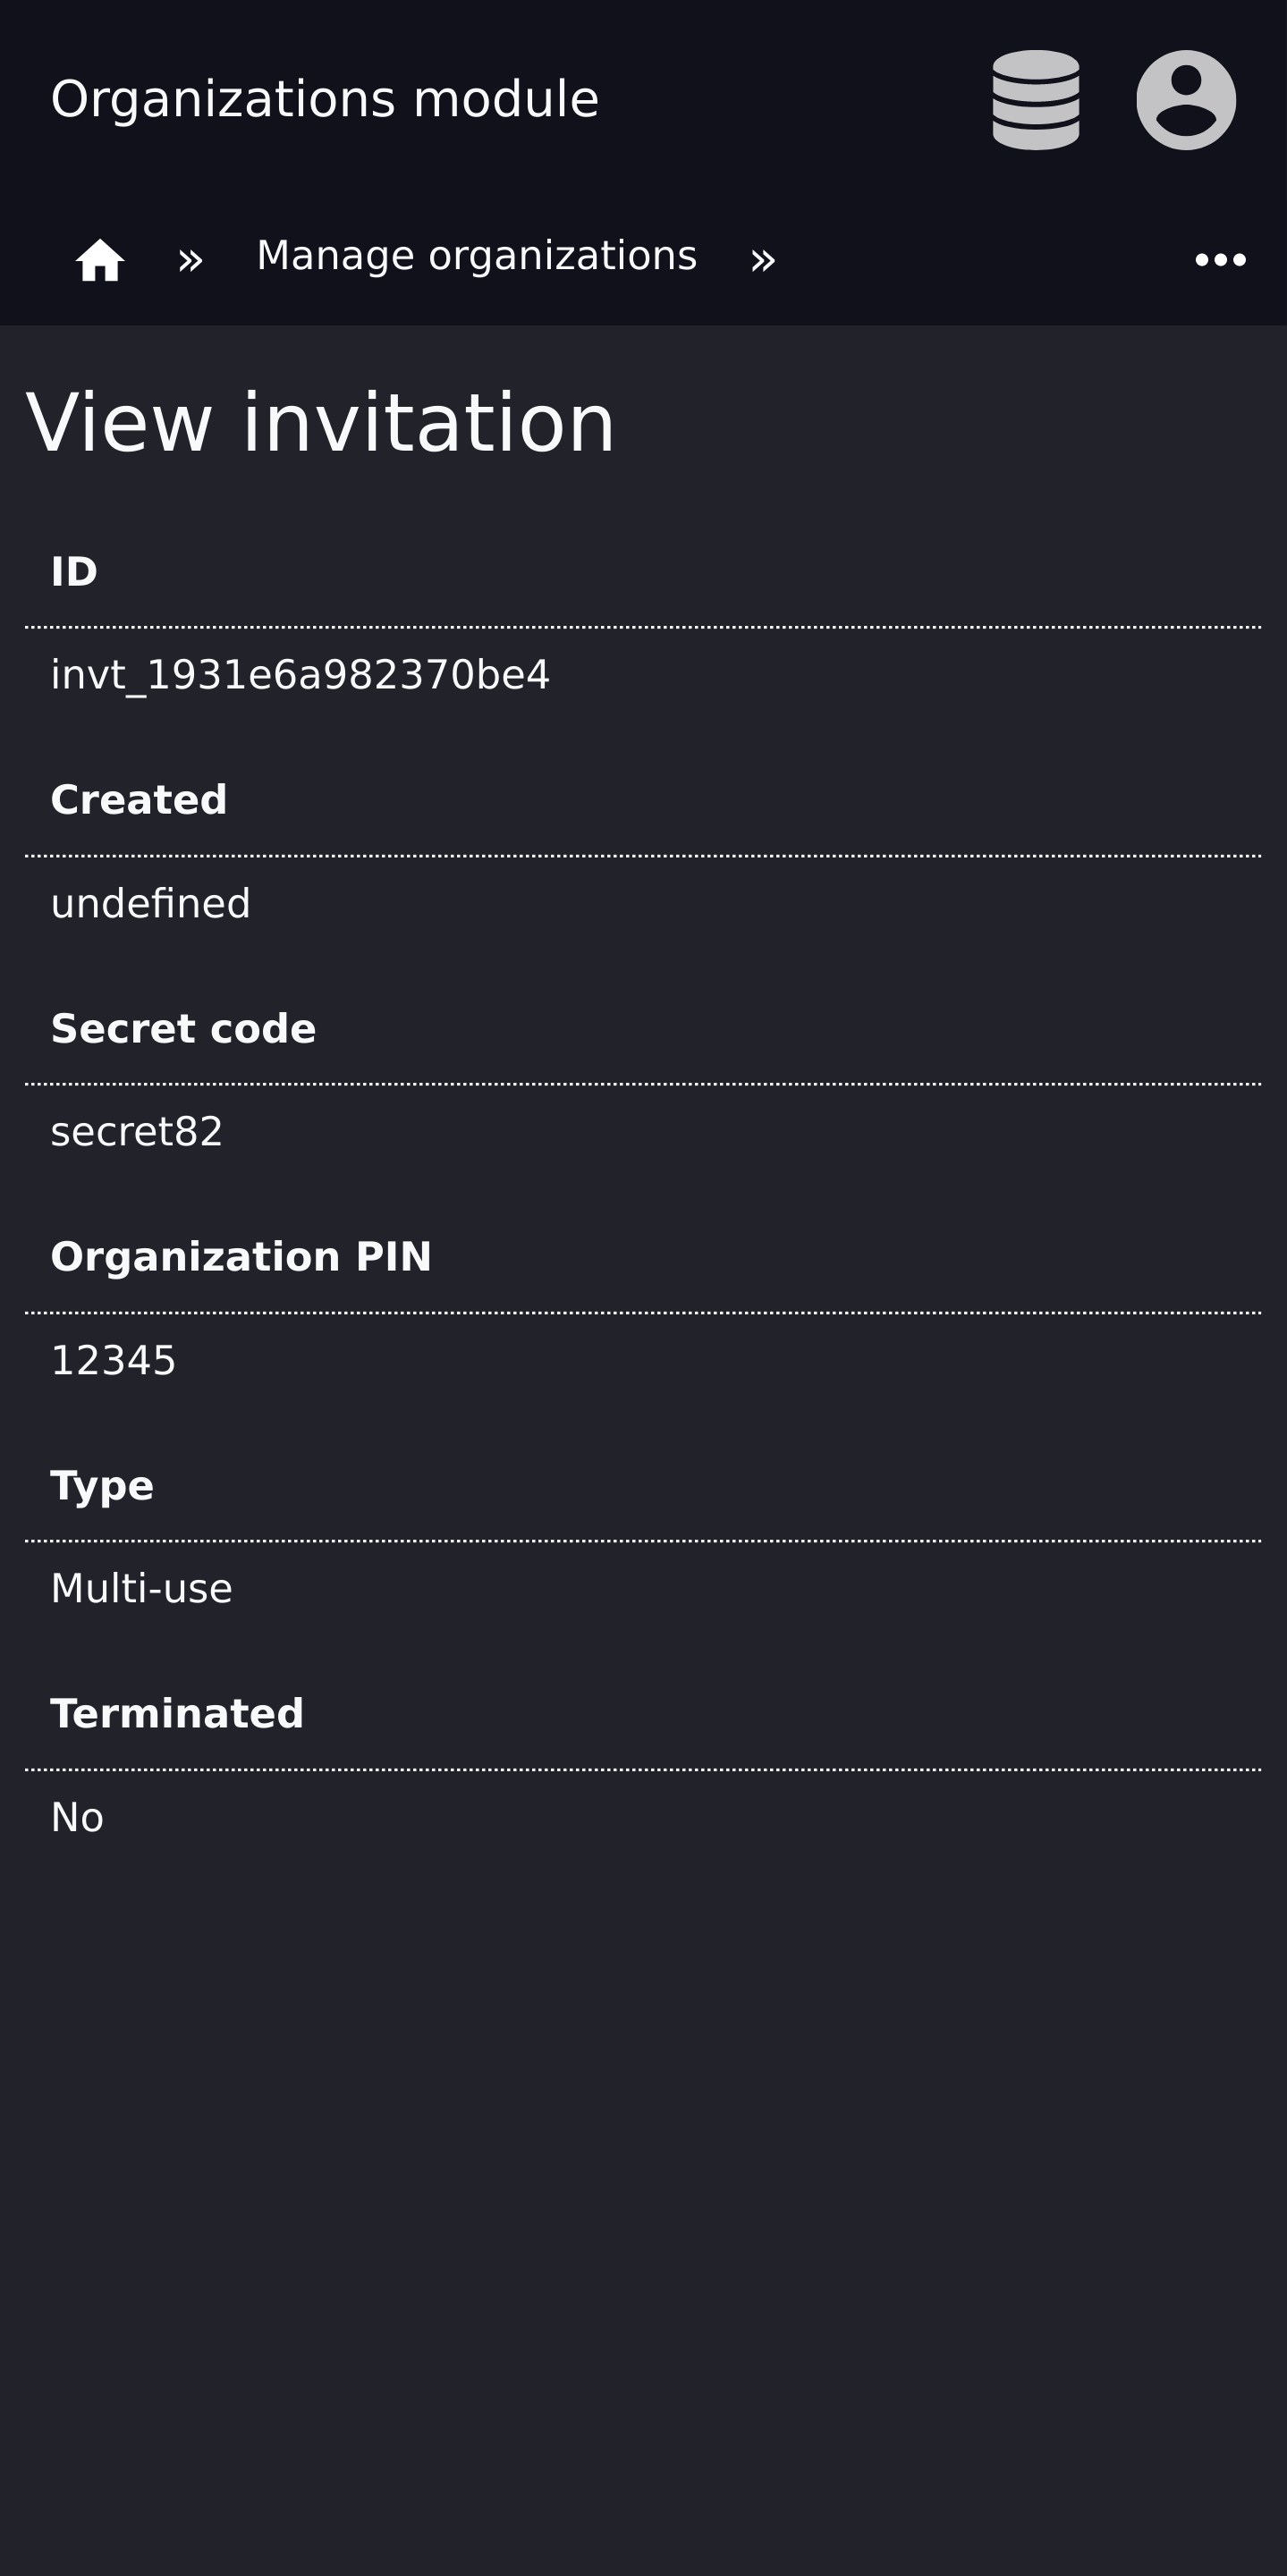 Organizations module
» Manage organizations »
View invitation
ID
invt_1931e6a982370be4
Created
undefined
Secret code
secret82
Organization PIN
12345
Type
Multi-use
Terminated
No